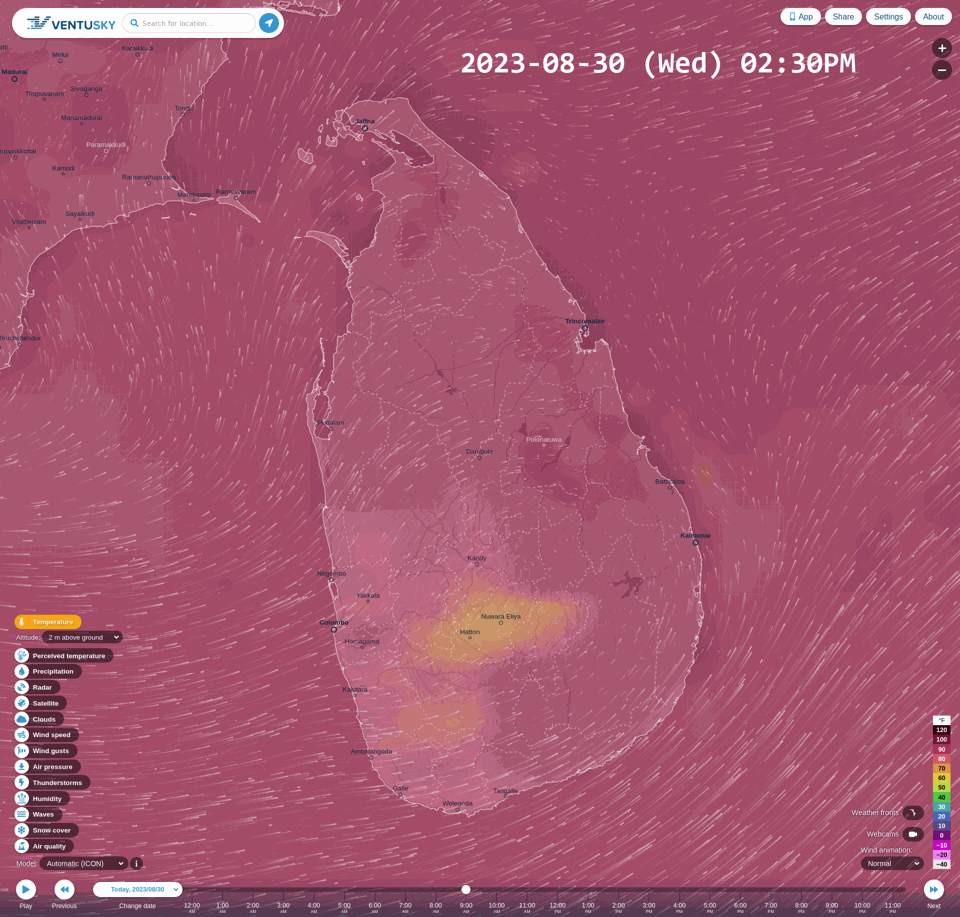 VENTUSKY
Search for location...
App
Share
Settings
About
2023-08-30 (Wed) 02:30PM
+
−
Karaikkudi
Meka
Madurai
Sivaganga
Tiruppuvanam
Tondi
Manamadurai
Jaffna
Paramakkudi
Kamudi
Ramanathapuram
Mandapam
Rameswaram
Sayalkudi
Vilattikulam
Trincomalee
Tiruchchendur
Puttalam
Polonaruwa
Dambulle
Batticaloa
Kalmunai
Kandy
Negombo
Yakkala
Nuwara Eliya
Colombo
Hatton
Homagama
Kalutara
Ambalangoda
Galle
Tangalle
Weligama
Temperature
Altitude:
2 m above ground
Perceived temperature
Precipitation
Radar
Satellite
Clouds
Wind speed
Wind gusts
Air pressure
Thunderstorms
Humidity
Waves
Snow cover
Air quality
Model:
Automatic (ICON)
i
°F
120
100
90
80
70
60
50
40
30
20
10
0
−10
−20
−40
Weather fronts
Webcams
Wind animation:
Normal
Play
Previous
Today, 2023/08/30
Change date
12:00 AM
1:00 AM
2:00 AM
3:00 AM
4:00 AM
5:00 AM
6:00 AM
7:00 AM
8:00 AM
9:00 AM
10:00 AM
11:00 AM
12:00 PM
1:00 PM
2:00 PM
3:00 PM
4:00 PM
5:00 PM
6:00 PM
7:00 PM
8:00 PM
9:00 PM
10:00 PM
11:00 PM
Next